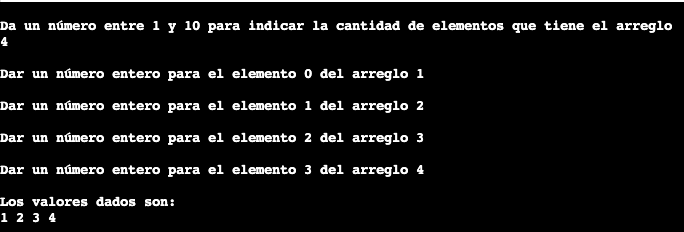 Da un número entre 1 y 10 para indicar la cantidad de elementos que tiene el arreglo
4
Dar un número entero para el elemento 0 del arreglo 1
Dar un número entero para el elemento 1 del arreglo 2
Dar un número entero para el elemento 2 del arreglo 3
Dar un número entero para el elemento 3 del arreglo 4
Los valores dados son:
1 2 3 4